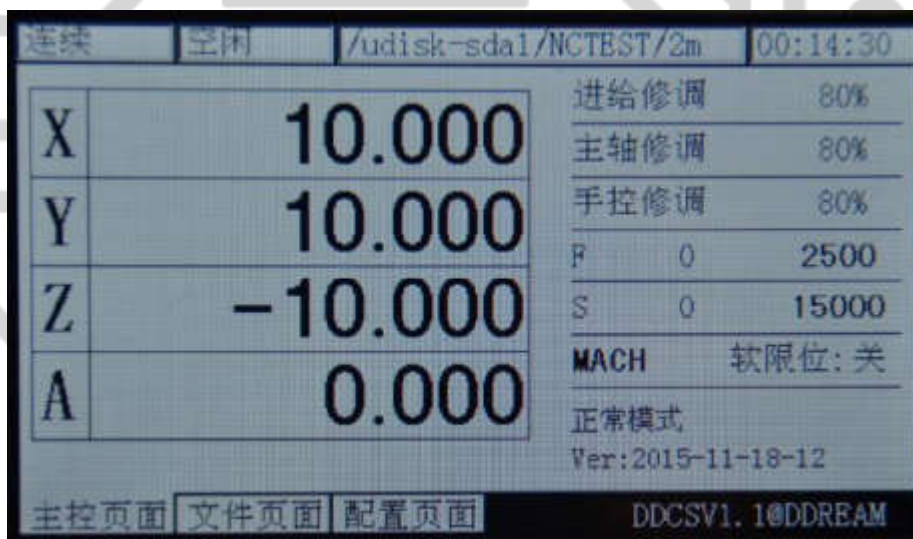 连续 空闲 /udisk-sda1/NCTEST/2m 00:14:30
X 10.000
Y 10.000
Z -10.000
A 0.000
进给修调 80%
主轴修调 80%
手控修调 80%
F 0 2500
S 0 15000
MACH 软限位:关
正常模式
Ver:2015-11-18-12
主控页面 文件页面 配置页面 DDCSV1.1@DDREAM